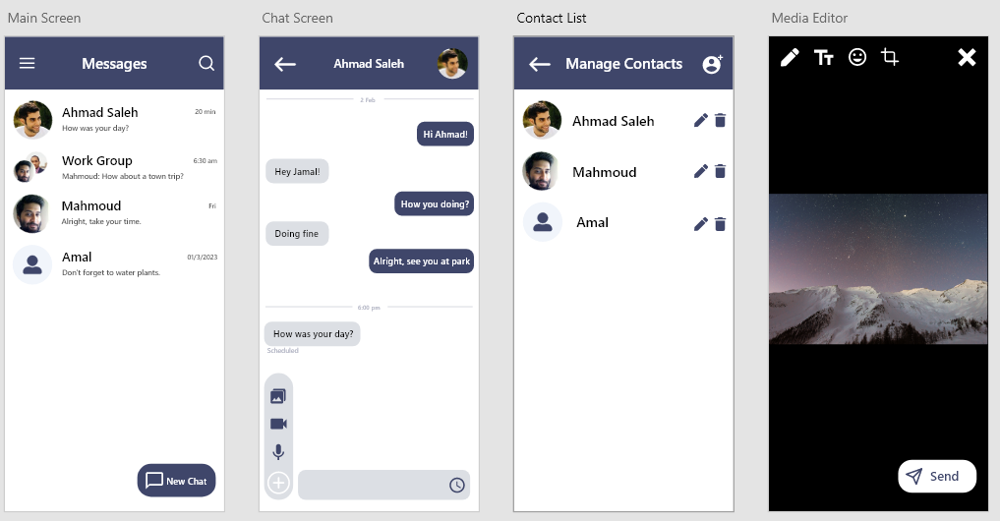 Main Screen
Messages
Ahmad Saleh
20 min
How was your day?
Work Group
6:30 am
Mahmoud: How about a town trip?
Mahmoud
Fri
Alright, take your time.
Amal
01/3/2023
Don't forget to water plants.
New Chat
Chat Screen
Ahmad Saleh
2 Feb
Hi Ahmad!
Hey Jamal!
How you doing?
Doing fine
Alright, see you at park
6:00 pm
How was your day?
Scheduled
Contact List
Manage Contacts
Ahmad Saleh
Mahmoud
Amal
Media Editor
TT
Send